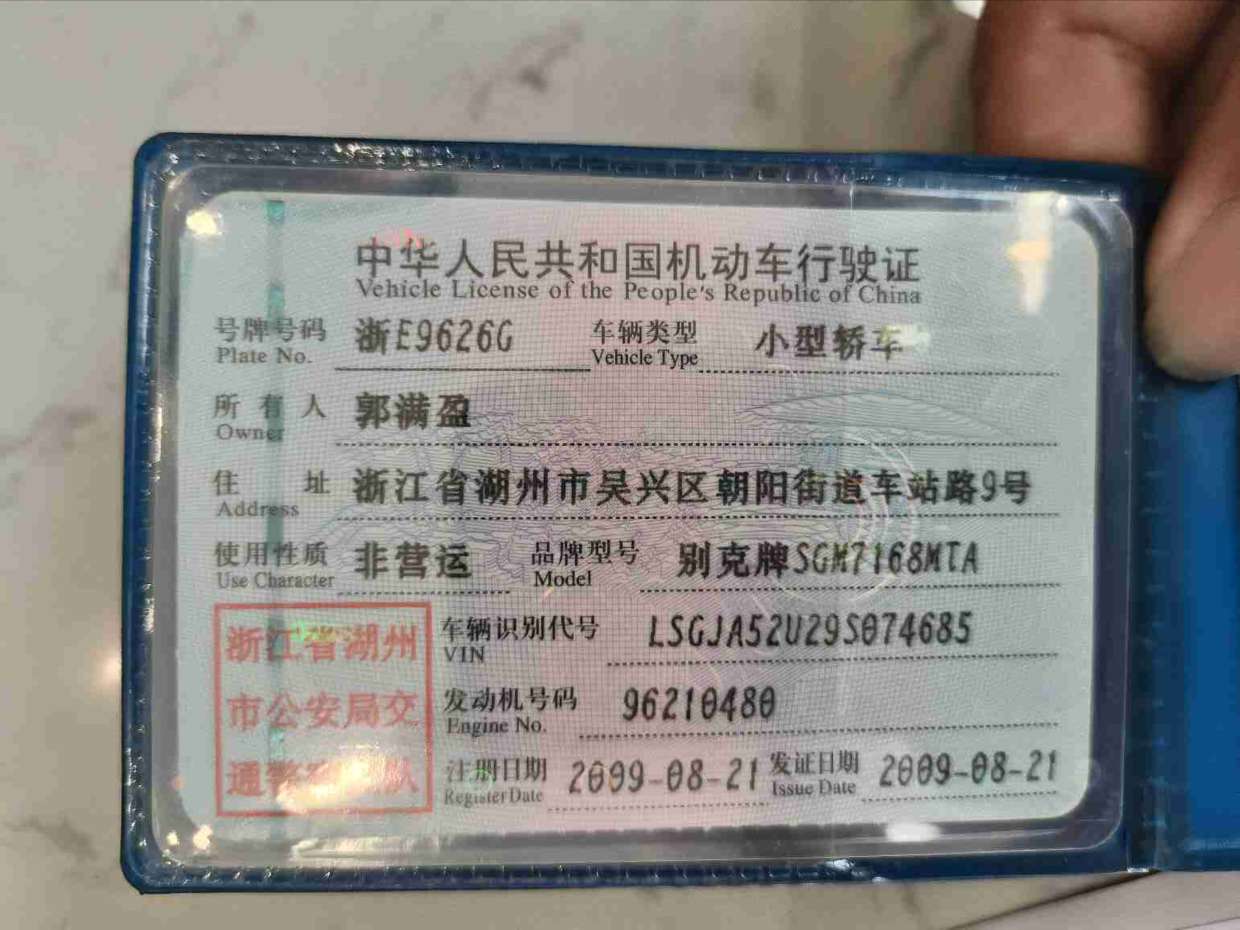 中华人民共和国机动车行驶证
Vehicle License of the People's Republic of China
号牌号码 浙E9626G 车辆类型 小型轿车
Plate No. Vehicle Type
所有人 郭满盈
Owner
住址 浙江省湖州市吴兴区朝阳街道车站路9号
Address
使用性质 非营运 品牌型号 别克牌SGM7168MTA
Use Character Model
浙江省湖州
市公安局交
通警 队
车辆识别代号 LSGJA52U29S074685
VIN
发动机号码 96210480
Engine No.
注册日期 2009-08-21 发证日期 2009-08-21
Register Date Issue Date